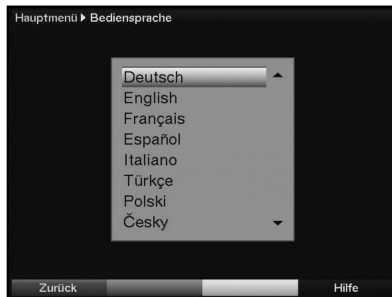 Hauptmenü ▶ Bediensprache
Deutsch
English
Français
Español
Italiano
Türkçe
Polski
Česky
Zurück
Hilfe